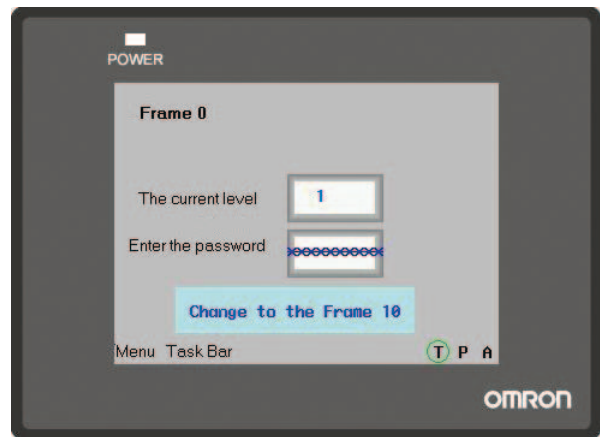 POWER
Frame 0
The current level 1
Enter the password
Change to the Frame 10
Menu Task Bar T P A
OMRON